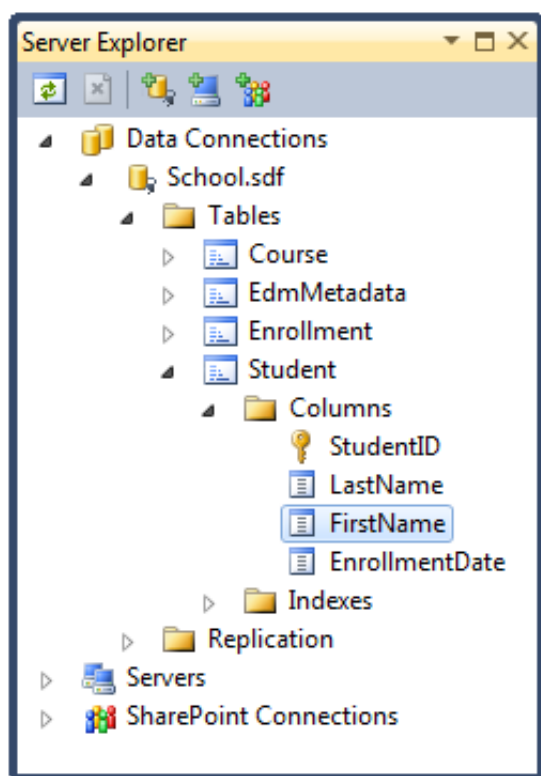 Server Explorer
Data Connections
School.sdf
Tables
Course
EdmMetadata
Enrollment
Student
Columns
StudentID
LastName
FirstName
EnrollmentDate
Indexes
Replication
Servers
SharePoint Connections